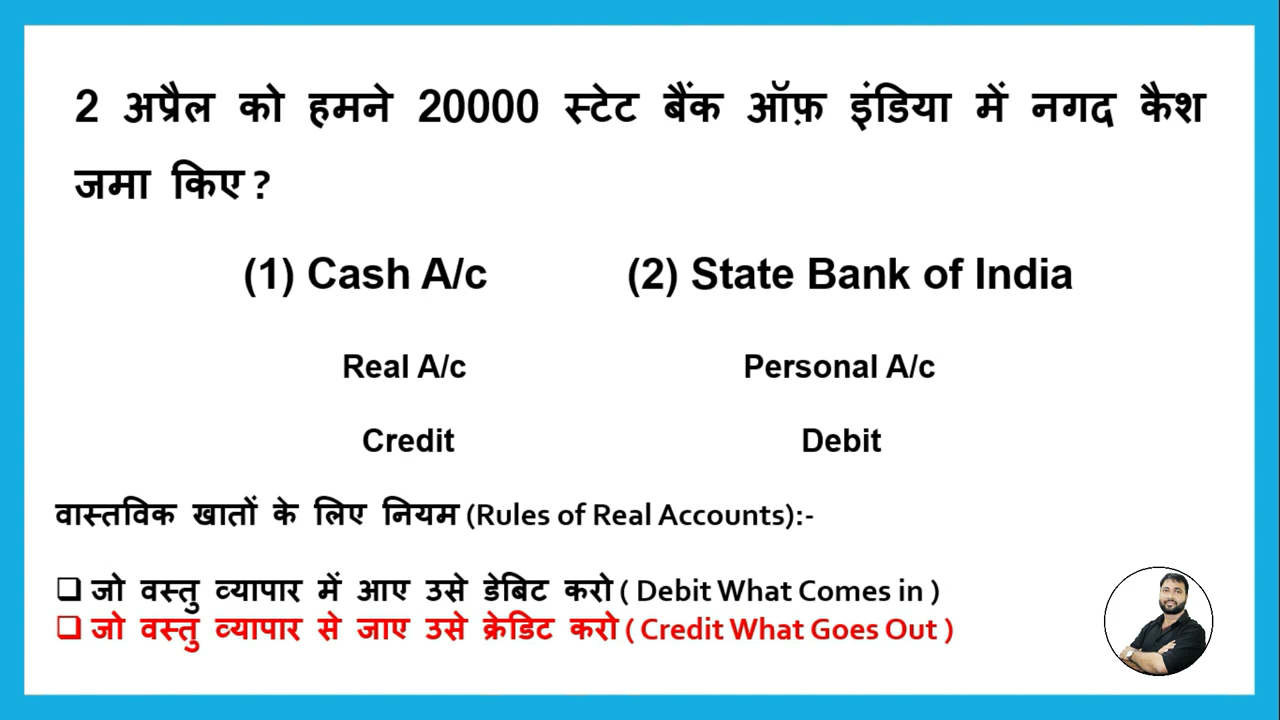 2 अप्रैल को हमने 20000 स्टेट बैंक ऑफ़ इंडिया में नगद कैश
जमा किए ?
(1) Cash A/c (2) State Bank of India
Real A/c Personal A/c
Credit Debit
वास्तविक खातों के लिए नियम (Rules of Real Accounts):-
❑ जो वस्तु व्यापार में आए उसे डेबिट करो ( Debit What Comes in )
❑ जो वस्तु व्यापार से जाए उसे क्रेडिट करो ( Credit What Goes Out )